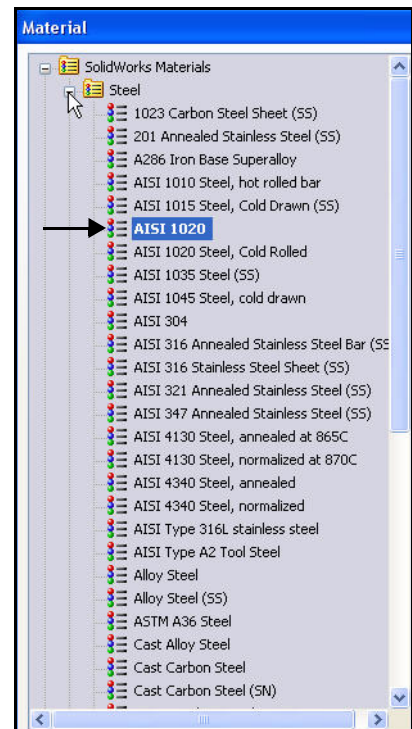 Material
SolidWorks Materials
Steel
1023 Carbon Steel Sheet (SS)
201 Annealed Stainless Steel (SS)
A286 Iron Base Superalloy
AISI 1010 Steel, hot rolled bar
AISI 1015 Steel, Cold Drawn (SS)
AISI 1020
AISI 1020 Steel, Cold Rolled
AISI 1035 Steel (SS)
AISI 1045 Steel, cold drawn
AISI 304
AISI 316 Annealed Stainless Steel Bar (SS
AISI 316 Stainless Steel Sheet (SS)
AISI 321 Annealed Stainless Steel (SS)
AISI 347 Annealed Stainless Steel (SS)
AISI 4130 Steel, annealed at 865C
AISI 4130 Steel, normalized at 870C
AISI 4340 Steel, annealed
AISI 4340 Steel, normalized
AISI Type 316L stainless steel
AISI Type A2 Tool Steel
Alloy Steel
Alloy Steel (SS)
ASTM A36 Steel
Cast Alloy Steel
Cast Carbon Steel
Cast Carbon Steel (SN)